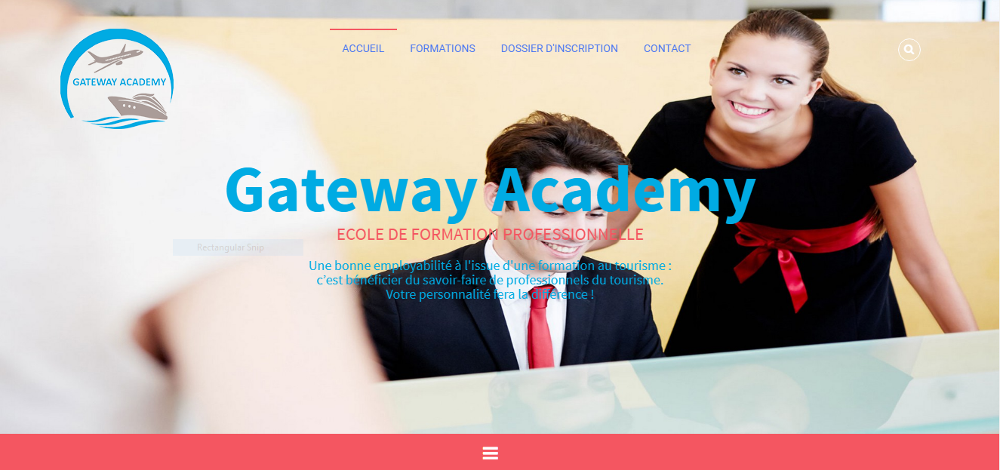 ACCUEIL FORMATIONS DOSSIER D'INSCRIPTION CONTACT
GATEWAY ACADEMY
Gateway Academy
ECOLE DE FORMATION PROFESSIONNELLE
Rectangular Snip
Une bonne employabilité à l'issue d'une formation au tourisme :
c’est bénéficier du savoir-faire de professionnels du tourisme.
Votre personnalité fera la différence !